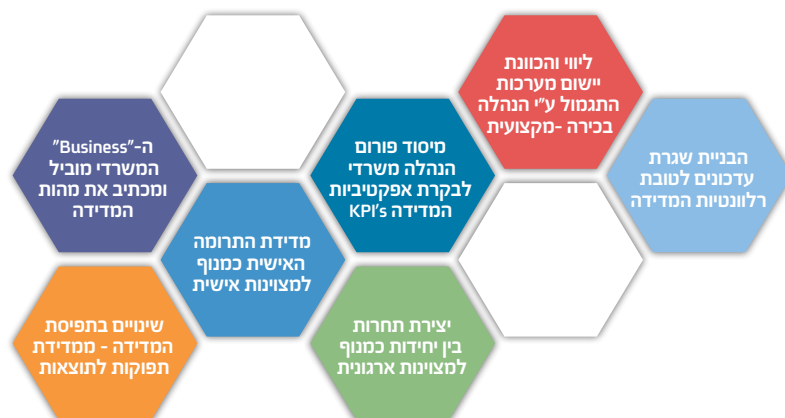 ליווי והכוונת
יישום מערכות
התגמול ע"י הנהלה
בכירה -מקצועית
הבניית שגרת
עדכונים לטובת
רלוונטיות המדידה
מיסוד פורום
הנהלה משרדי
לבקרת אפקטיביות
המדידה KPI's
ה-"Business"
המשרדי מוביל
ומכתיב את מהות
המדידה
מדידת התרומה
האישית כמנוף
למצוינות אישית
יצירת תחרות
בין יחידות כמנוף
למצוינות ארגונית
שינויים בתפיסת
המדידה - ממדידת
תפוקות לתוצאות